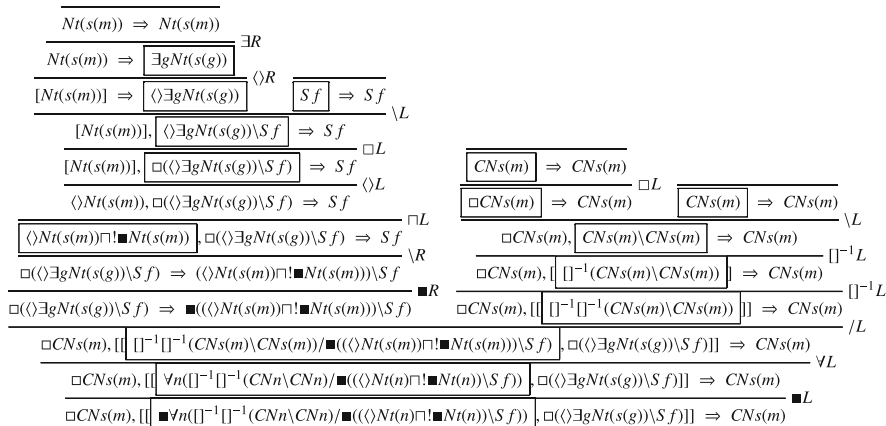 Nt(s(m)) ⇒ Nt(s(m))
∃R
Nt(s(m)) ⇒ ∃gNt(s(g))
⟨⟩R
[Nt(s(m))] ⇒ ⟨⟩∃gNt(s(g)) Sf ⇒ Sf
\L
[Nt(s(m))], ⟨⟩∃gNt(s(g))\Sf ⇒ Sf
□L
[Nt(s(m))], □(⟨⟩∃gNt(s(g))\Sf) ⇒ Sf CNs(m) ⇒ CNs(m)
⟨⟩L □L
⟨⟩Nt(s(m)), □(⟨⟩∃gNt(s(g))\Sf) ⇒ Sf □CNs(m) ⇒ CNs(m) CNs(m) ⇒ CNs(m)
⊓L \L
⟨⟩Nt(s(m))⊓!■Nt(s(m)), □(⟨⟩∃gNt(s(g))\Sf) ⇒ Sf □CNs(m), CNs(m)\CNs(m) ⇒ CNs(m)
\R []⁻¹L
□(⟨⟩∃gNt(s(g))\Sf) ⇒ (⟨⟩Nt(s(m))⊓!■Nt(s(m)))\Sf □CNs(m), [ []⁻¹(CNs(m)\CNs(m)) ] ⇒ CNs(m)
■R []⁻¹L
□(⟨⟩∃gNt(s(g))\Sf) ⇒ ■((⟨⟩Nt(s(m))⊓!■Nt(s(m)))\Sf) □CNs(m), [[ []⁻¹[]⁻¹(CNs(m)\CNs(m)) ]] ⇒ CNs(m)
/L
□CNs(m), [[ []⁻¹[]⁻¹(CNs(m)\CNs(m))/■((⟨⟩Nt(s(m))⊓!■Nt(s(m)))\Sf) , □(⟨⟩∃gNt(s(g))\Sf)]] ⇒ CNs(m)
∀L
□CNs(m), [[ ∀n([]⁻¹[]⁻¹(CNn\CNn)/■((⟨⟩Nt(n)⊓!■Nt(n))\Sf)) , □(⟨⟩∃gNt(s(g))\Sf)]] ⇒ CNs(m)
■L
□CNs(m), [[ ■∀n([]⁻¹[]⁻¹(CNn\CNn)/■((⟨⟩Nt(n)⊓!■Nt(n))\Sf)) , □(⟨⟩∃gNt(s(g))\Sf)]] ⇒ CNs(m)